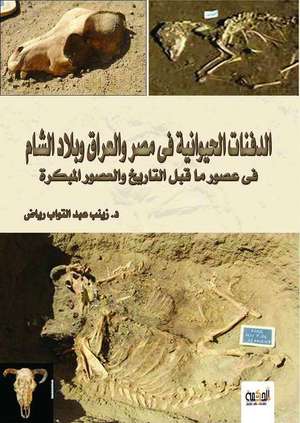 الدفنات الحيوانية فى مصر والعراق وبلاد الشام
فى عصور ما قبل التاريخ والعصور المبكرة
د. زينب عبد التواب رياض